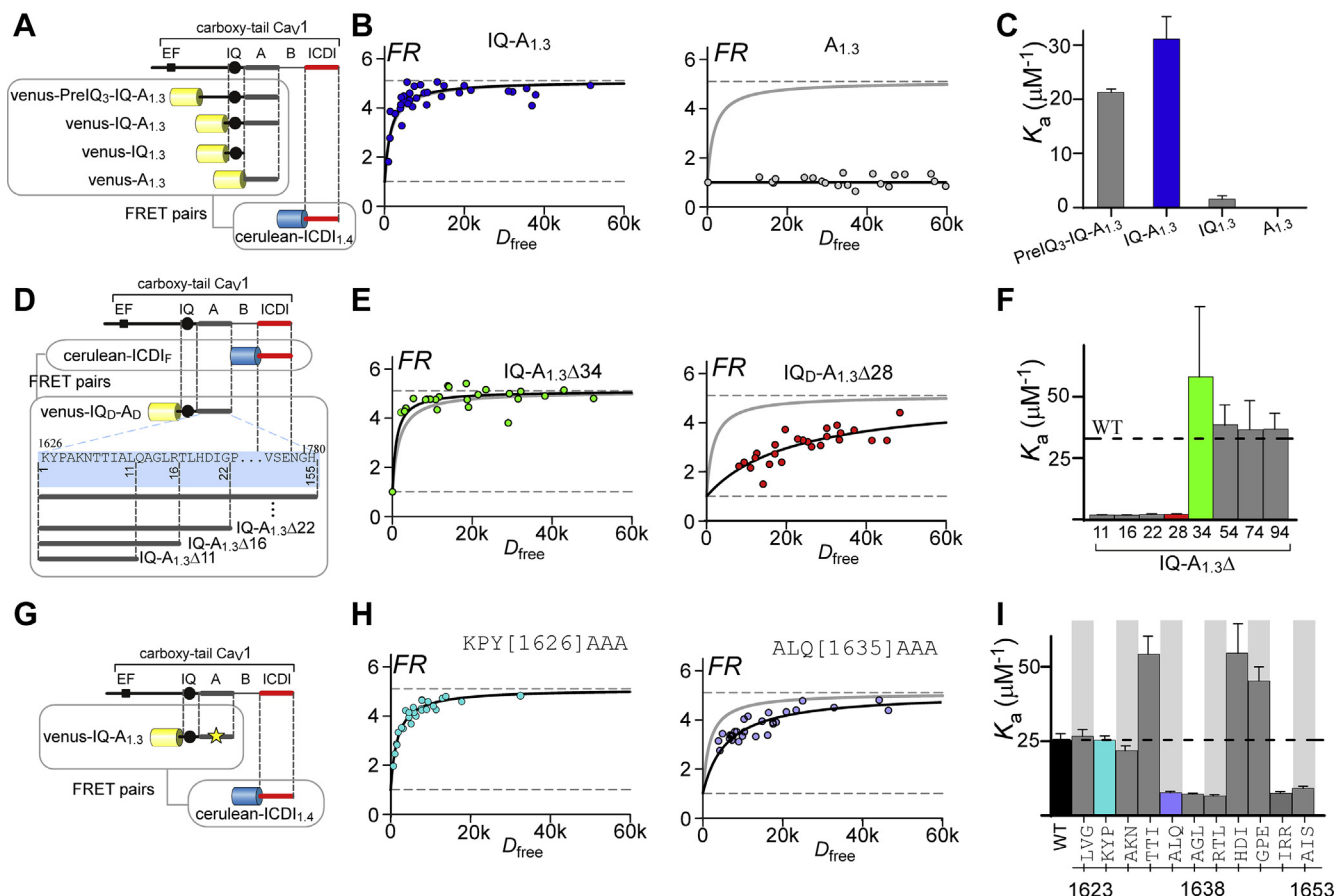 A
carboxy-tail CaV1
EF IQ A B ICDI
venus-PreIQ3-IQ-A1.3
venus-IQ-A1.3
venus-IQ1.3
venus-A1.3
FRET pairs
cerulean-ICDI1.4
B
FR
IQ-A1.3
6
4
2
0 20k 40k 60k
Dfree
FR
A1.3
6
4
2
0 20k 40k 60k
Dfree
C
Ka (μM-1)
30
20
10
0
PreIQ3-IQ-A1.3
IQ-A1.3
IQ1.3
A1.3
D
carboxy-tail CaV1
EF IQ A B ICDI
cerulean-ICDIF
FRET pairs
venus-IQD-AD
1626 1780
KYPAKNTTIALQAGLRTLHDIGP...VSENGH
1 11 16 22 155
IQ-A1.3Δ22
IQ-A1.3Δ16
IQ-A1.3Δ11
E
FR
IQ-A1.3Δ34
6
4
2
0
0 20k 40k 60k
Dfree
FR
IQD-A1.3Δ28
6
4
2
0
0 20k 40k 60k
Dfree
F
Ka (μM-1)
50
25
0
WT
11 16 22 28 34 54 74 94
IQ-A1.3Δ
G
carboxy-tail CaV1
EF IQ A B ICDI
venus-IQ-A1.3
FRET pairs
cerulean-ICDI1.4
H
KPY[1626]AAA
FR
6
4
2
0
0 20k 40k 60k
Dfree
ALQ[1635]AAA
FR
6
4
2
0
0 20k 40k 60k
Dfree
I
Ka (μM-1)
50
25
0
WT LVG KYP AKN TTI ALQ AGL RTL HDI GPE IRR AIS
1623 1638 1653